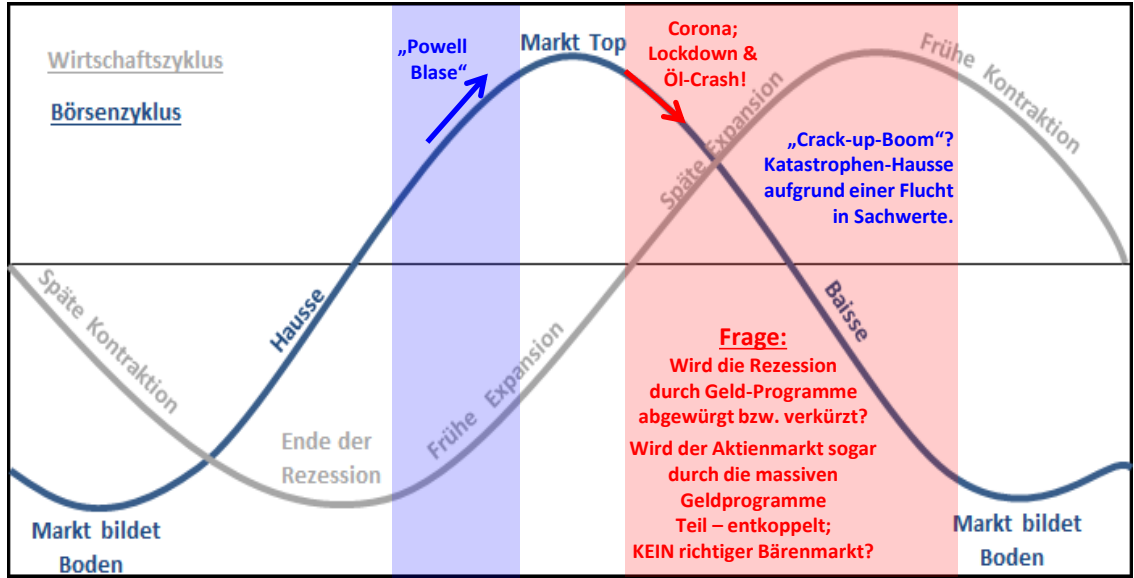 Wirtschaftszyklus
Börsenzyklus
„Powell
Blase“
Markt Top
Corona;
Lockdown &
Öl-Crash!
Späte Expansion
Frühe Kontraktion
„Crack-up-Boom“?
Katastrophen-Hausse
aufgrund einer Flucht
in Sachwerte.
Späte Kontraktion
Hausse
Ende der
Rezession
Frühe Expansion
Baisse
Frage:
Wird die Rezession
durch Geld-Programme
abgewürgt bzw. verkürzt?
Wird der Aktienmarkt sogar
durch die massiven
Geldprogramme
Teil – entkoppelt;
KEIN richtiger Bärenmarkt?
Markt bildet
Boden
Markt bildet
Boden